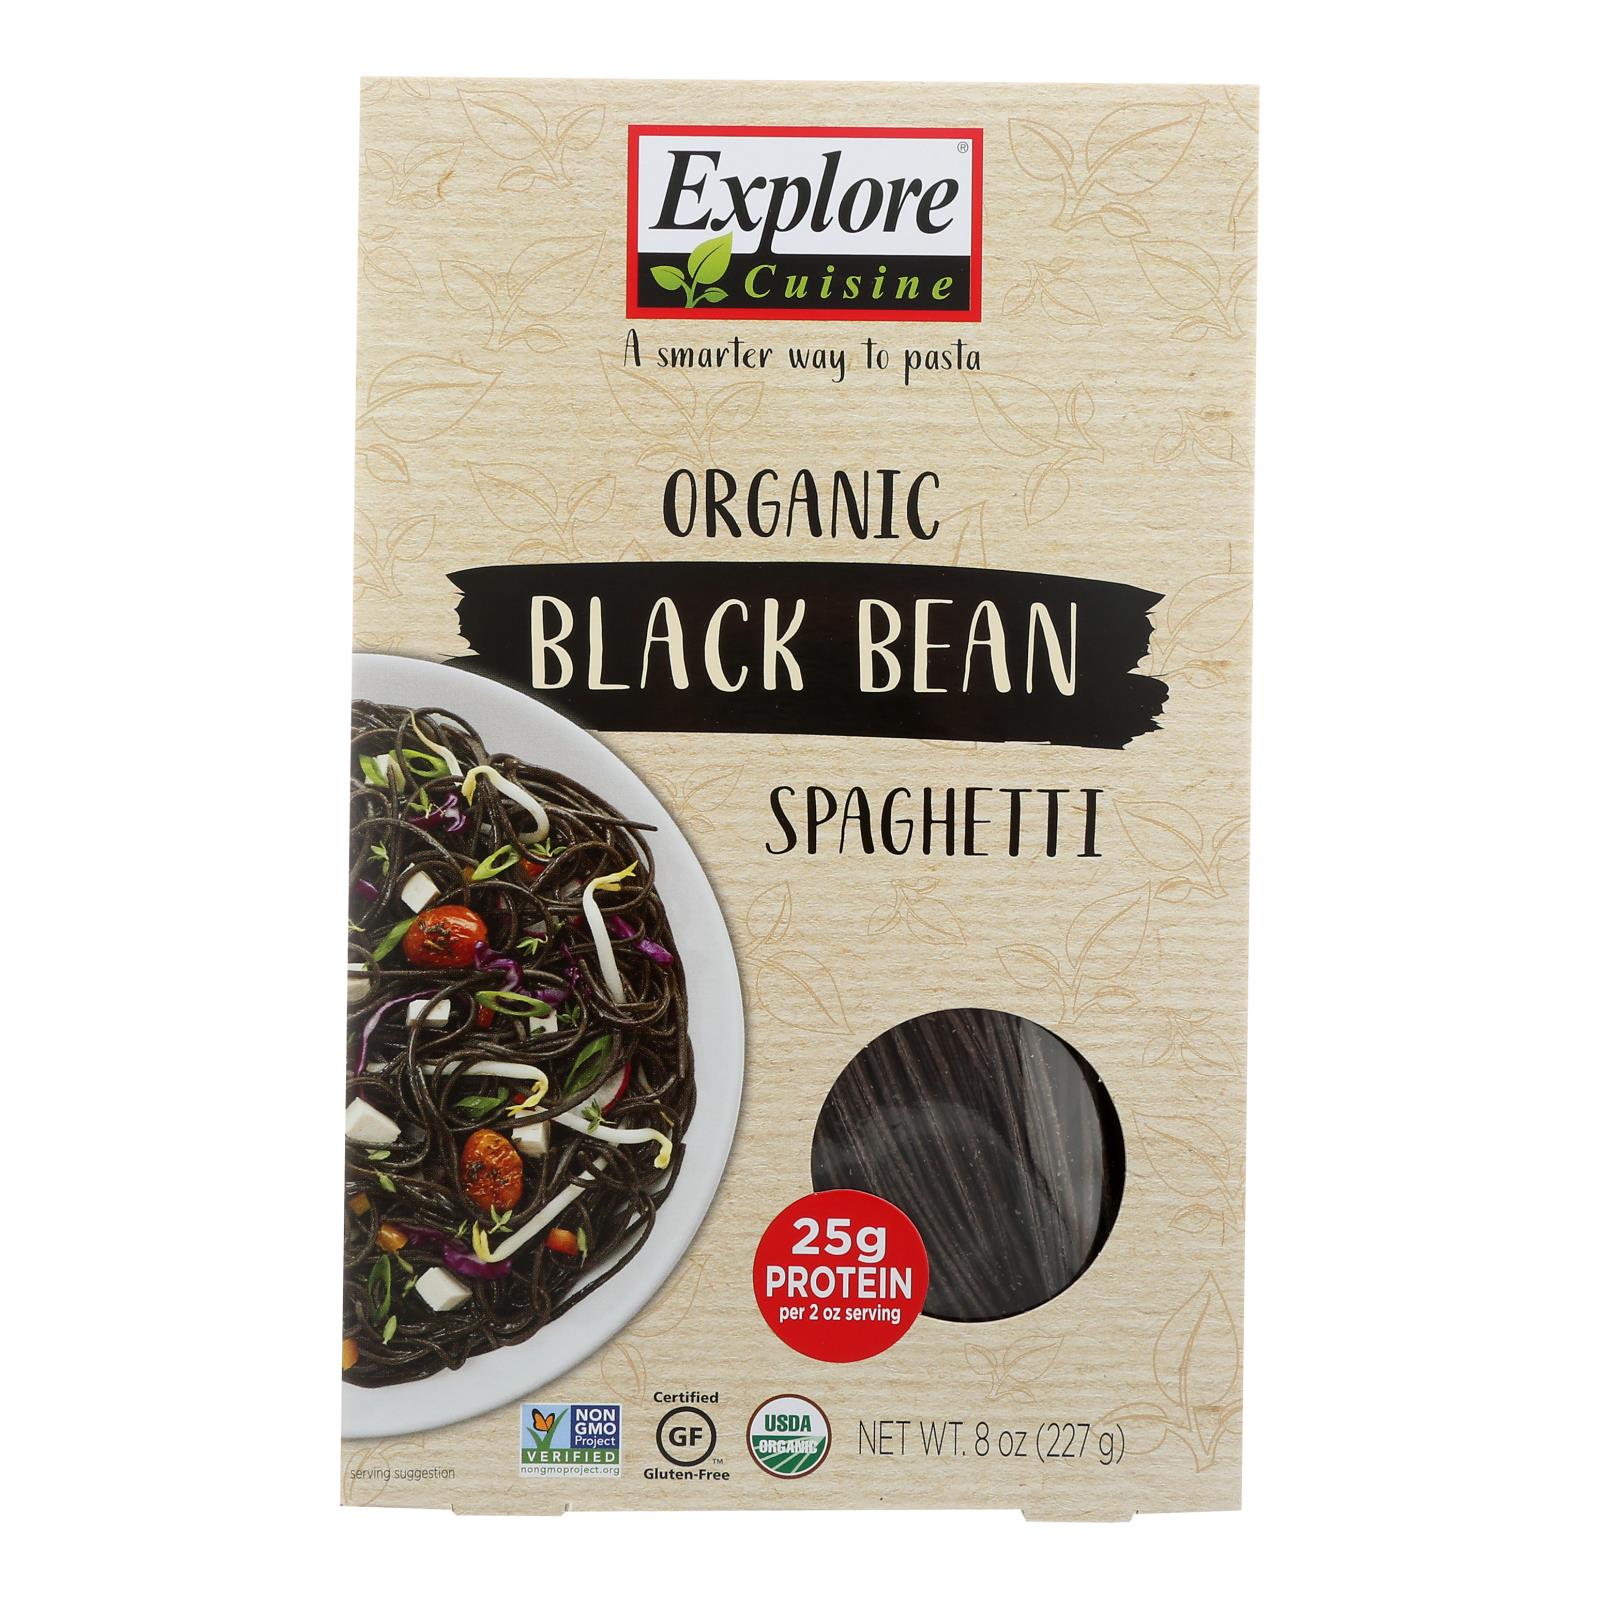 Explore®
Cuisine
A smarter way to pasta
ORGANIC
BLACK BEAN
SPAGHETTI
25g
PROTEIN
per 2 oz serving
NON
GMO
Project
VERIFIED
nongmoproject.org
Certified
GF™
Gluten-Free
USDA
ORGANIC
NET WT. 8 oz (227 g)
serving suggestion